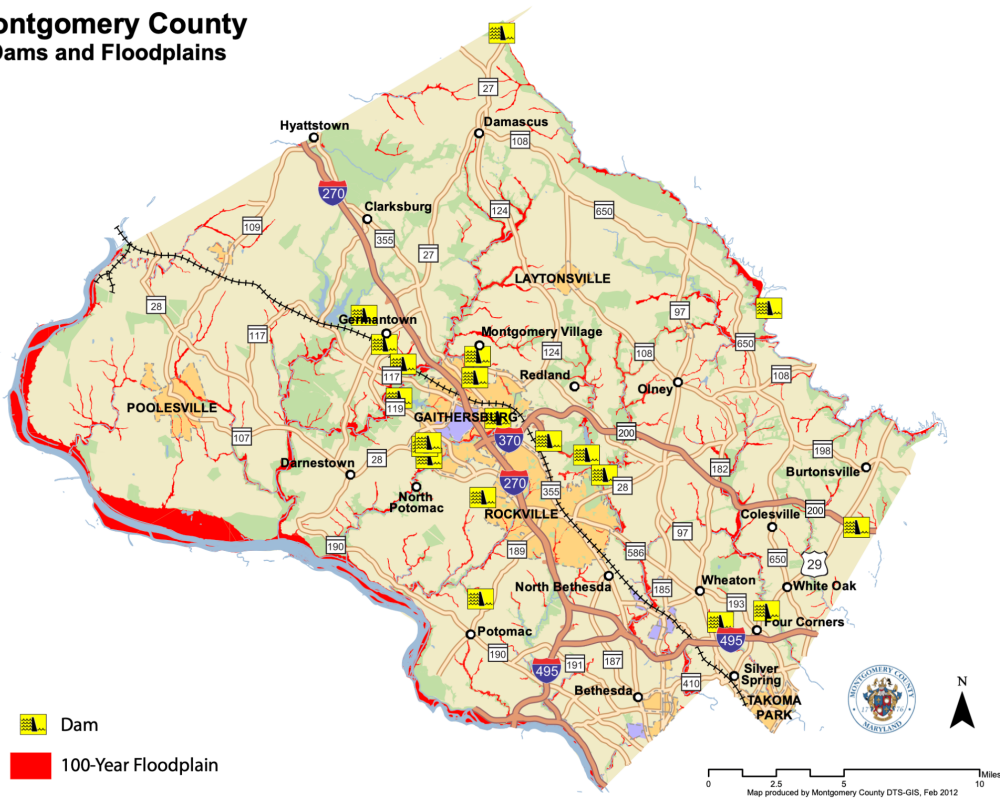 ontgomery County
Dams and Floodplains
27
Damascus
Hyattstown
108
270
124
650
Clarksburg
109
355
27
LAYTONSVILLE
28
97
Germantown
117
Montgomery Village
650
124
108
108
117
Redland
Olney
POOLESVILLE
119
GAITHERSBURG
107
370
200
198
Darnestown
28
182
Burtonsville
270
28
North
Potomac
355
ROCKVILLE
Colesville
200
190
189
586
97
650
29
North Bethesda
185
Wheaton
White Oak
193
Four Corners
Potomac
495
190
191
187
495
Silver
Spring
410
Bethesda
TAKOMA
PARK
MONTGOMERY COUNTY
17 76
MARYLAND
N
Dam
100-Year Floodplain
0 2.5 5 10 Miles
Map produced by Montgomery County DTS-GIS, Feb 2012